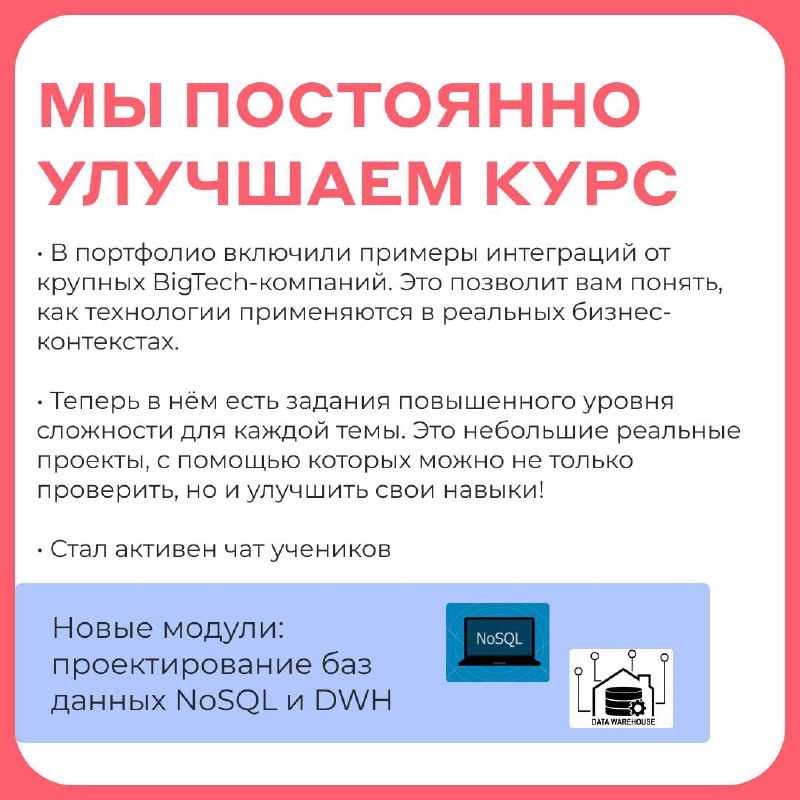 МЫ ПОСТОЯННО
УЛУЧШАЕМ КУРС
• В портфолио включили примеры интеграций от
крупных BigTech-компаний. Это позволит вам понять,
как технологии применяются в реальных бизнес-
контекстах.
• Теперь в нём есть задания повышенного уровня
сложности для каждой темы. Это небольшие реальные
проекты, с помощью которых можно не только
проверить, но и улучшить свои навыки!
• Стал активен чат учеников
Новые модули:
проектирование баз
данных NoSQL и DWH
NoSQL
DATA WAREHOUSE